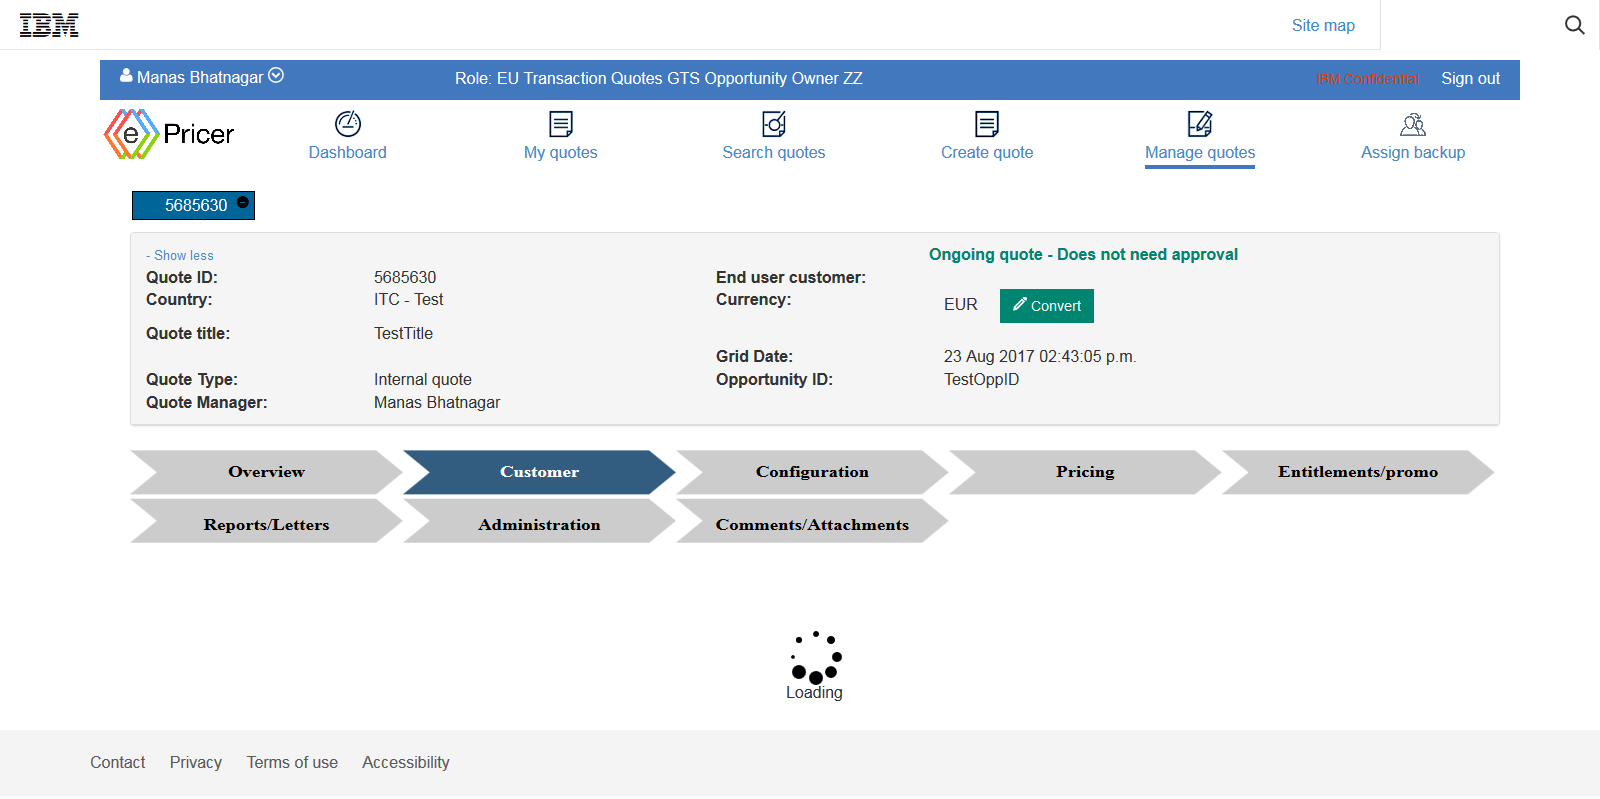 IBM
Site map
Manas Bhatnagar
Role: EU Transaction Quotes GTS Opportunity Owner ZZ
IBM Confidential
Sign out
e Pricer
Dashboard
My quotes
Search quotes
Create quote
Manage quotes
Assign backup
5685630
- Show less
Ongoing quote - Does not need approval
Quote ID: 5685630
End user customer:
Country: ITC - Test
Currency: EUR Convert
Quote title: TestTitle
Grid Date: 23 Aug 2017 02:43:05 p.m.
Quote Type: Internal quote
Opportunity ID: TestOppID
Quote Manager: Manas Bhatnagar
Overview
Customer
Configuration
Pricing
Entitlements/promo
Reports/Letters
Administration
Comments/Attachments
Loading
Contact
Privacy
Terms of use
Accessibility